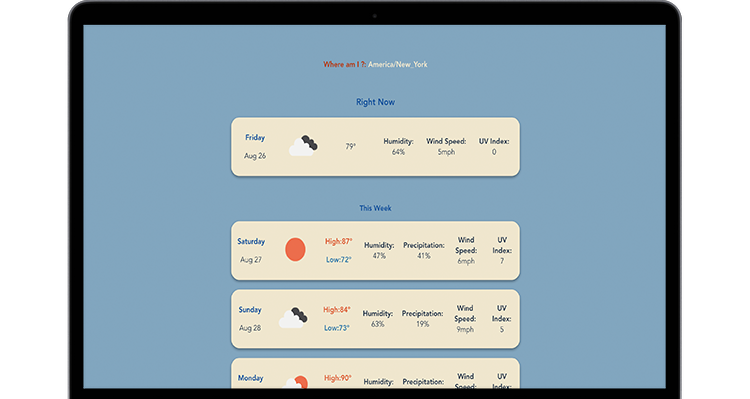 Where am I ?: America/New_York
Right Now
Friday
Aug 26
79°
Humidity:
64%
Wind Speed:
5mph
UV Index:
0
This Week
Saturday
Aug 27
High:87°
Low:72°
Humidity:
47%
Precipitation:
41%
Wind
Speed:
6mph
UV
Index:
7
Sunday
Aug 28
High:84°
Low:73°
Humidity:
63%
Precipitation:
19%
Wind
Speed:
9mph
UV
Index:
5
Monday
High:90°
Humidity:
Precipitation:
Wind
Speed:
UV
Index: